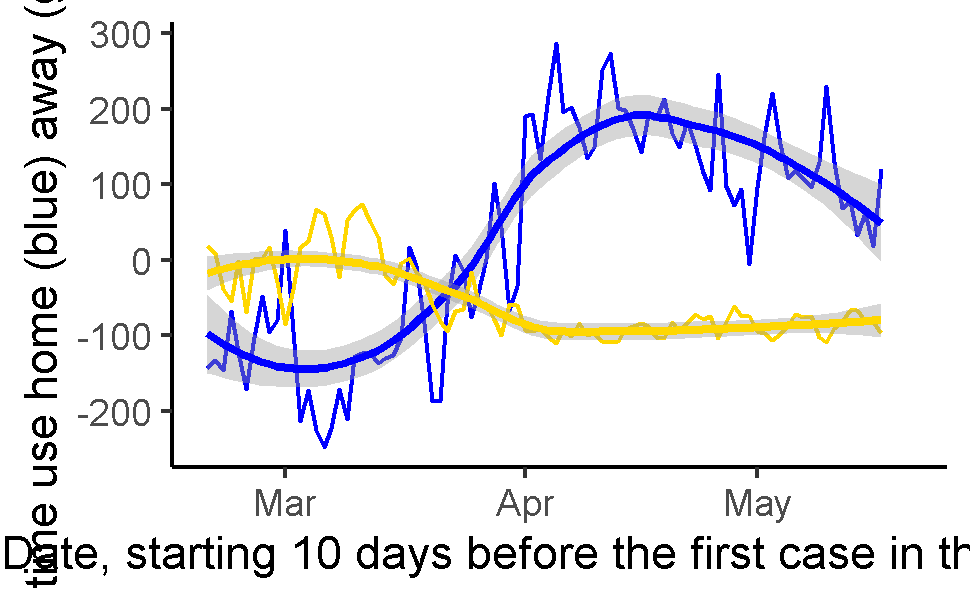 time use home (blue) away (
300
200
100
0
-100
-200
Mar Apr May
Date, starting 10 days before the first case in th